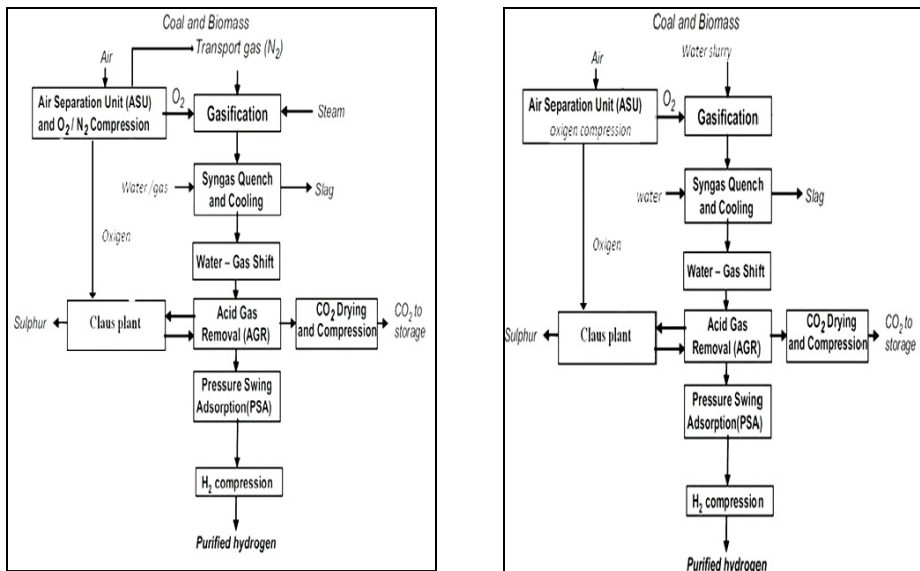 Coal and Biomass
Transport gas (N₂)
Air
Air Separation Unit (ASU)
and O₂ / N₂ Compression
O₂
Gasification
Steam
Water /gas
Syngas Quench
and Cooling
Slag
Oxigen
Water – Gas Shift
Sulphur
Claus plant
Acid Gas
Removal (AGR)
CO₂ Drying
and Compression
CO₂ to
storage
Pressure Swing
Adsorption(PSA)
H₂ compression
Purified hydrogen
Coal and Biomass
Water slurry
Air
Air Separation Unit (ASU)
oxigen compression
O₂
Gasification
water
Syngas Quench
and Cooling
Slag
Oxigen
Water – Gas Shift
Sulphur
Claus plant
Acid Gas
Removal (AGR)
CO₂ Drying
and Compression
CO₂ to
storage
Pressure Swing
Adsorption(PSA)
H₂ compression
Purified hydrogen